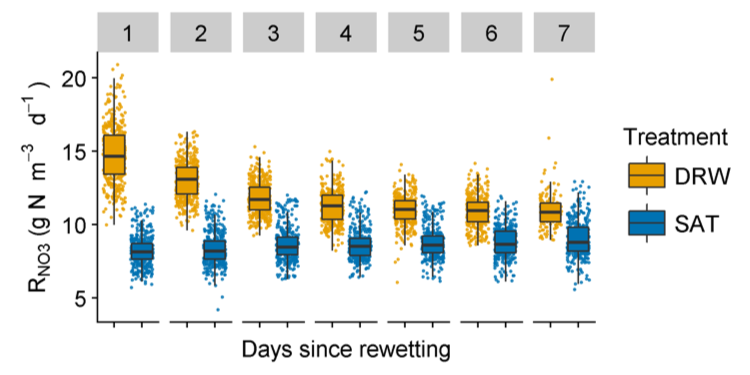 1 2 3 4 5 6 7
20
15
10
5
R_NO3 (g N m⁻³ d⁻¹)
Days since rewetting
Treatment
DRW
SAT